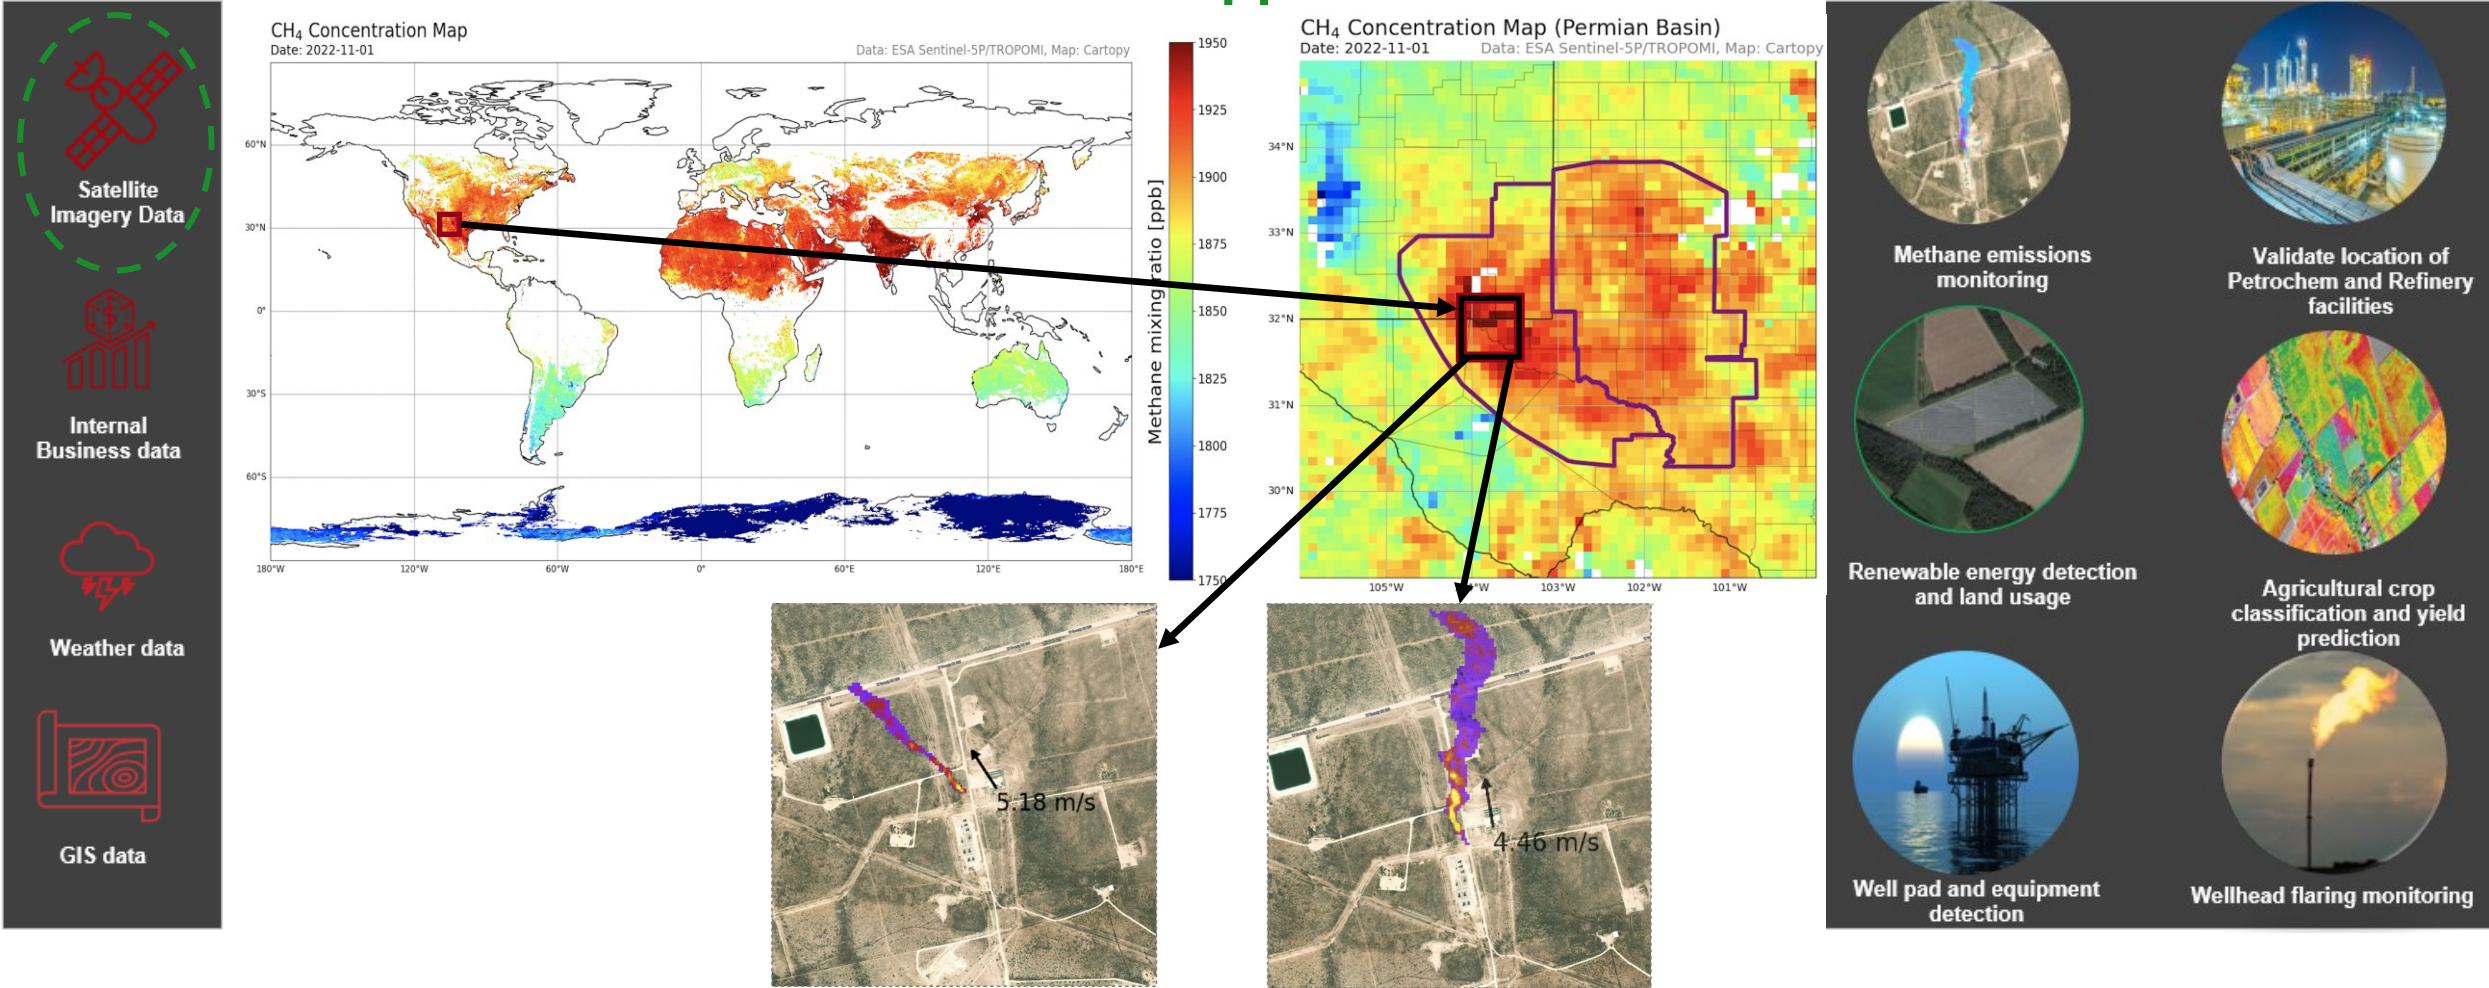 Satellite
Imagery Data
Internal
Business data
Weather data
GIS data
CH₄ Concentration Map
Date: 2022-11-01
Data: ESA Sentinel-5P/TROPOMI, Map: Cartopy
60°N
30°N
0°
30°S
60°S
180°W
120°W
60°W
0°
60°E
120°E
180°E
Methane mixing ratio [ppb]
1950
1925
1900
1875
1850
1825
1800
1775
1750
CH₄ Concentration Map (Permian Basin)
Date: 2022-11-01
Data: ESA Sentinel-5P/TROPOMI, Map: Cartopy
34°N
33°N
32°N
31°N
30°N
105°W
103°W
102°W
101°W
5.18 m/s
4.46 m/s
Methane emissions
monitoring
Validate location of
Petrochem and Refinery
facilities
Renewable energy detection
and land usage
Agricultural crop
classification and yield
prediction
Well pad and equipment
detection
Wellhead flaring monitoring